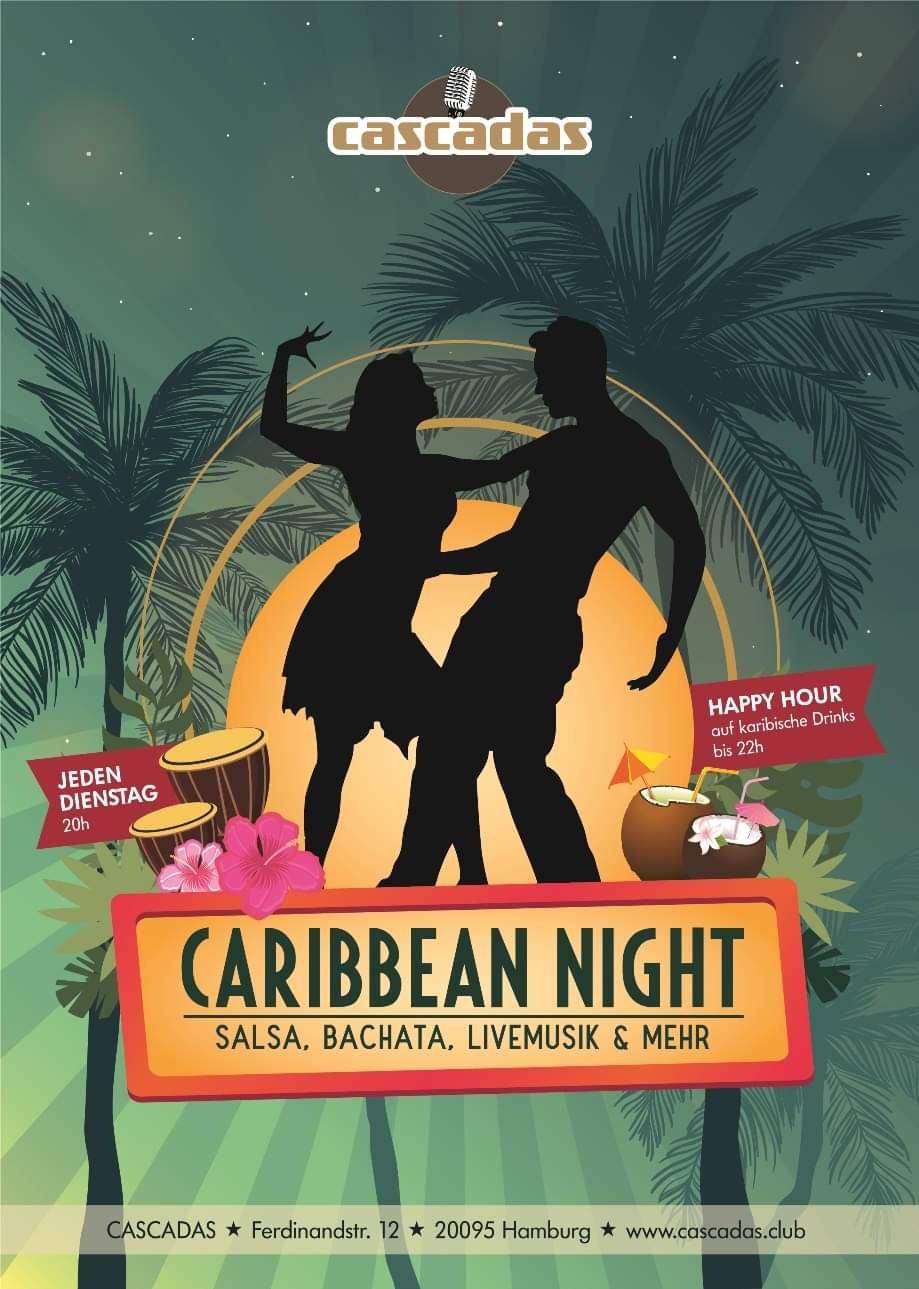 cascadas
JEDEN
DIENSTAG
20h
HAPPY HOUR
auf karibische Drinks
bis 22h
CARIBBEAN NIGHT
SALSA, BACHATA, LIVEMUSIK & MEHR
CASCADAS ★ Ferdinandstr. 12 ★ 20095 Hamburg ★ www.cascadas.club